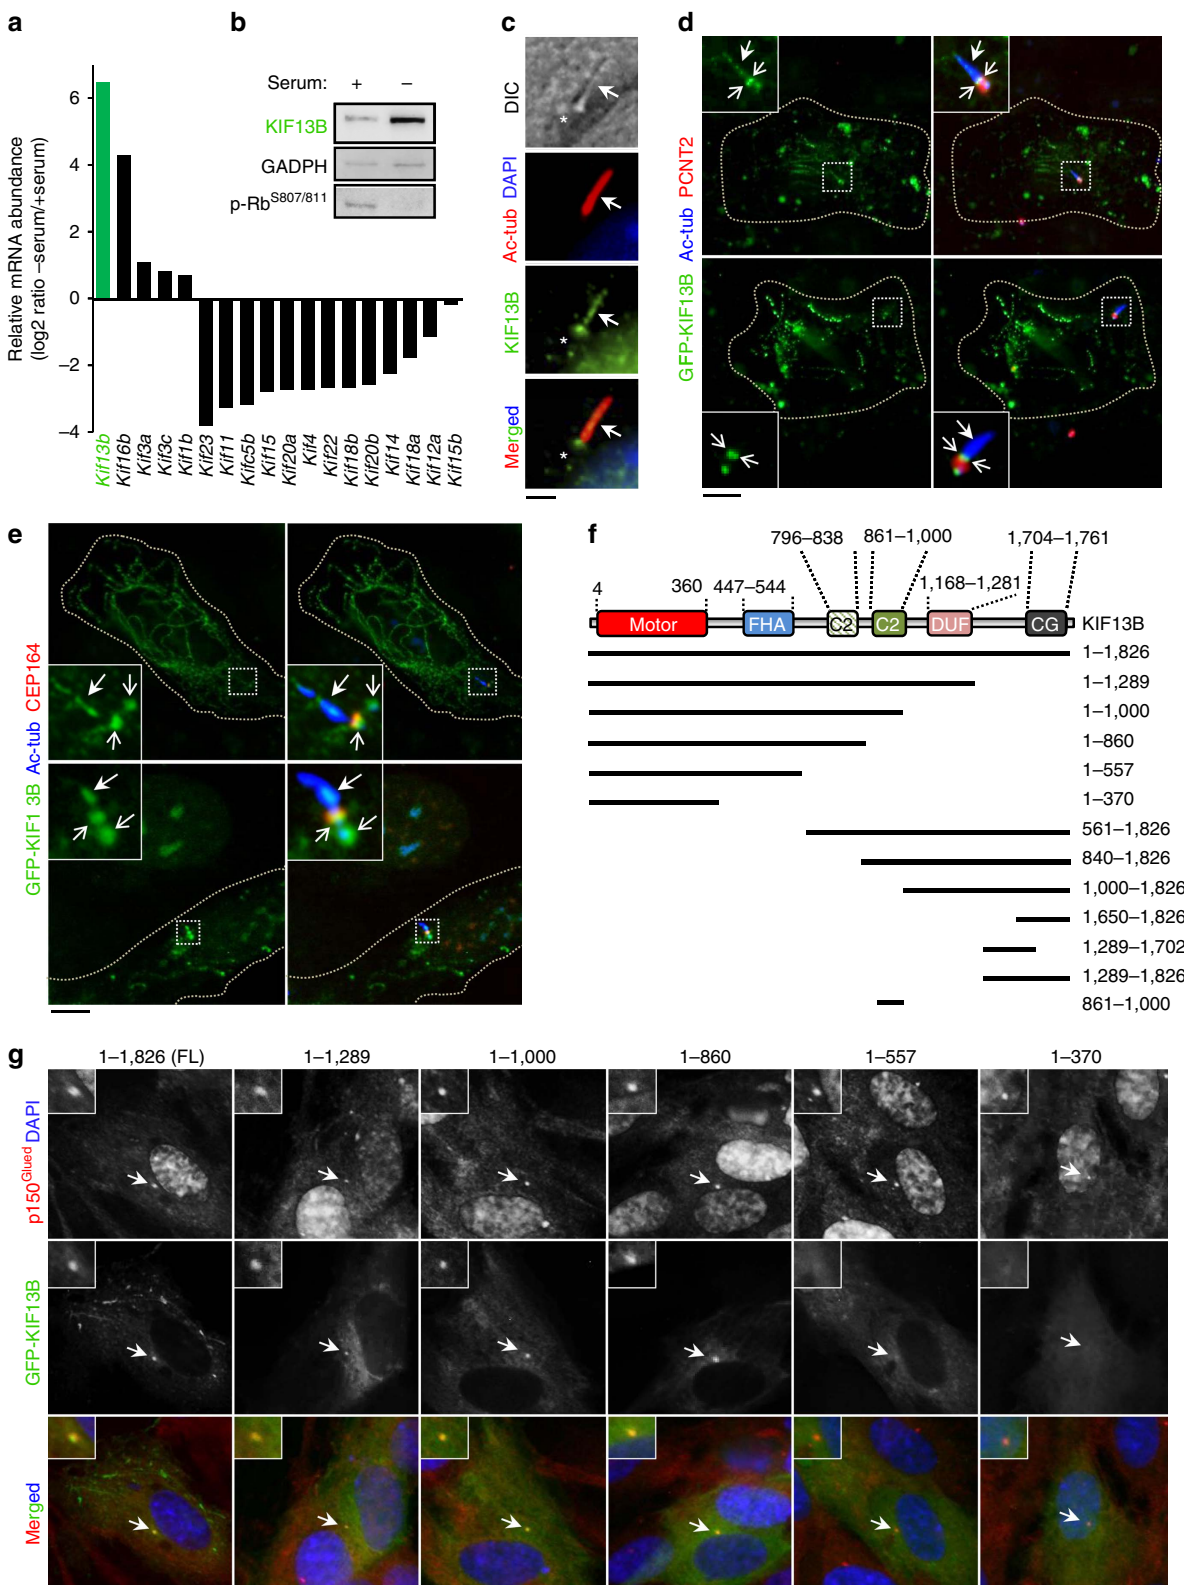 a
Relative mRNA abundance
(log2 ratio –serum/+serum)
6
4
2
0
–2
–4
Kif13b
Kif16b
Kif3a
Kif3c
Kif1b
Kif23
Kif11
Kifc5b
Kif15
Kif20a
Kif4
Kif22
Kif18b
Kif20b
Kif14
Kif18a
Kif12a
Kif15b
b
Serum: + –
KIF13B
GADPH
p-Rb^S807/811
c
DIC
Ac-tub DAPI
KIF13B
Merged
*
*
*
d
GFP-KIF13B Ac-tub PCNT2
e
GFP-KIF1 3B Ac-tub CEP164
f
796–838 861–1,000 1,704–1,761
4 360 447–544 1,168–1,281
Motor FHA C2 C2 DUF CG KIF13B
1–1,826
1–1,289
1–1,000
1–860
1–557
1–370
561–1,826
840–1,826
1,000–1,826
1,650–1,826
1,289–1,702
1,289–1,826
861–1,000
g
1–1,826 (FL) 1–1,289 1–1,000 1–860 1–557 1–370
p150^Glued DAPI
GFP-KIF13B
Merged